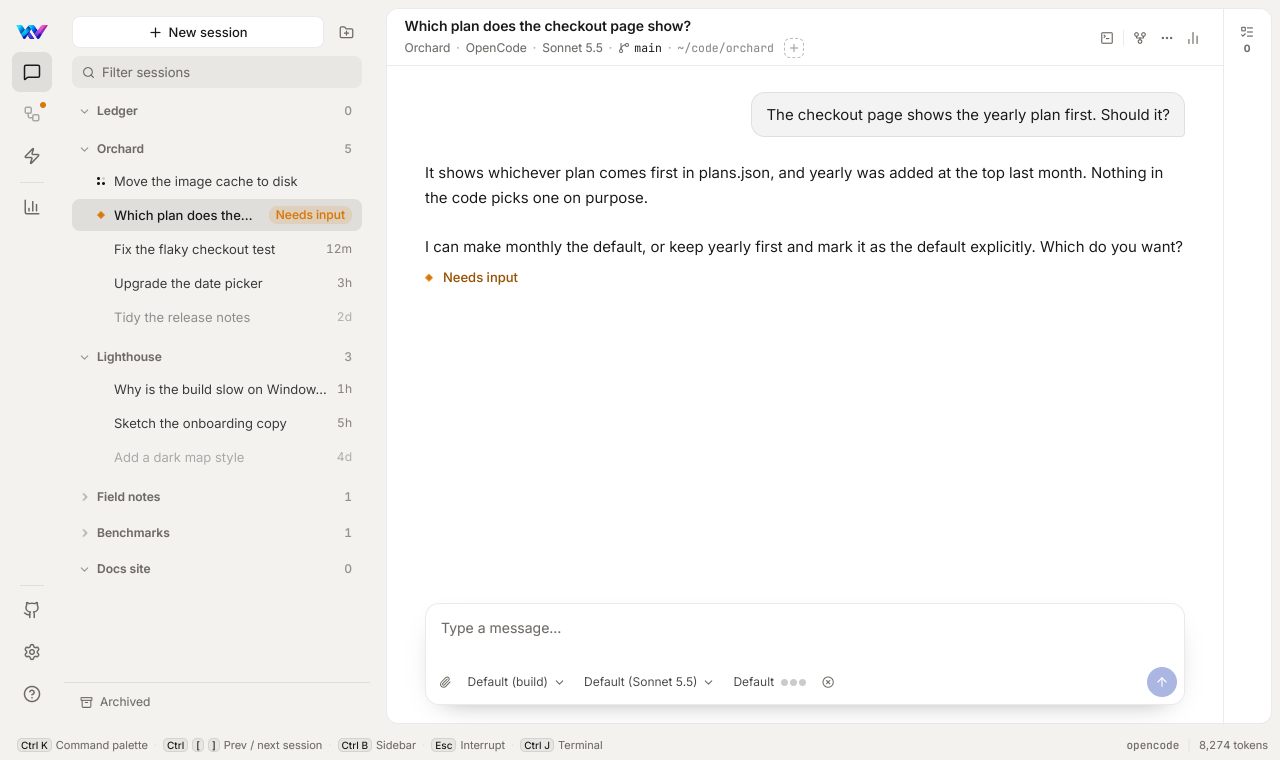 New session
Filter sessions
Ledger 0
Orchard 5
Move the image cache to disk
Which plan does the... Needs input
Fix the flaky checkout test 12m
Upgrade the date picker 3h
Tidy the release notes 2d
Lighthouse 3
Why is the build slow on Window... 1h
Sketch the onboarding copy 5h
Add a dark map style 4d
Field notes 1
Benchmarks 1
Docs site 0
Archived
Which plan does the checkout page show?
Orchard · OpenCode · Sonnet 5.5 · main · ~/code/orchard
0
The checkout page shows the yearly plan first. Should it?
It shows whichever plan comes first in plans.json, and yearly was added at the top last month. Nothing in
the code picks one on purpose.
I can make monthly the default, or keep yearly first and mark it as the default explicitly. Which do you want?
Needs input
Type a message...
Default (build) Default (Sonnet 5.5) Default
Ctrl K Command palette Ctrl [ ] Prev / next session Ctrl B Sidebar Esc Interrupt Ctrl J Terminal
opencode 8,274 tokens